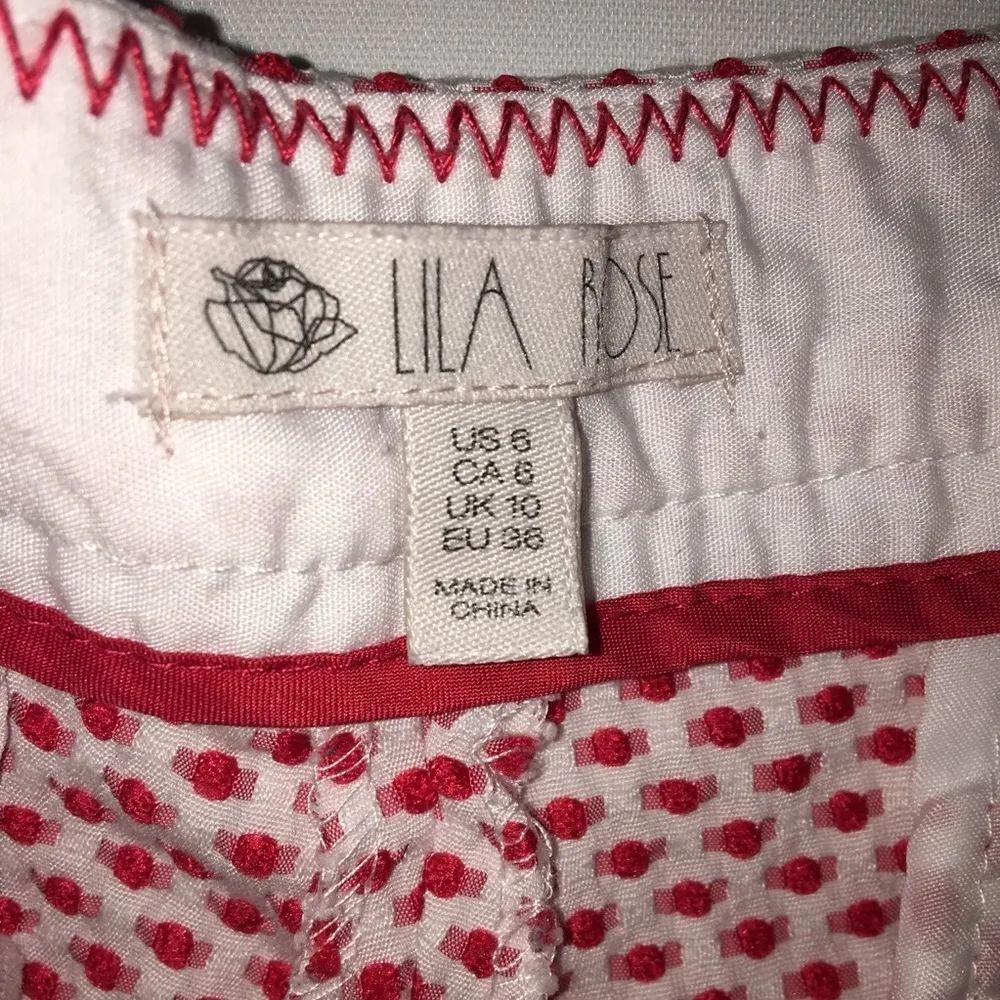 LILA ROSE
US 6
CA 6
UK 10
EU 36
MADE IN
CHINA